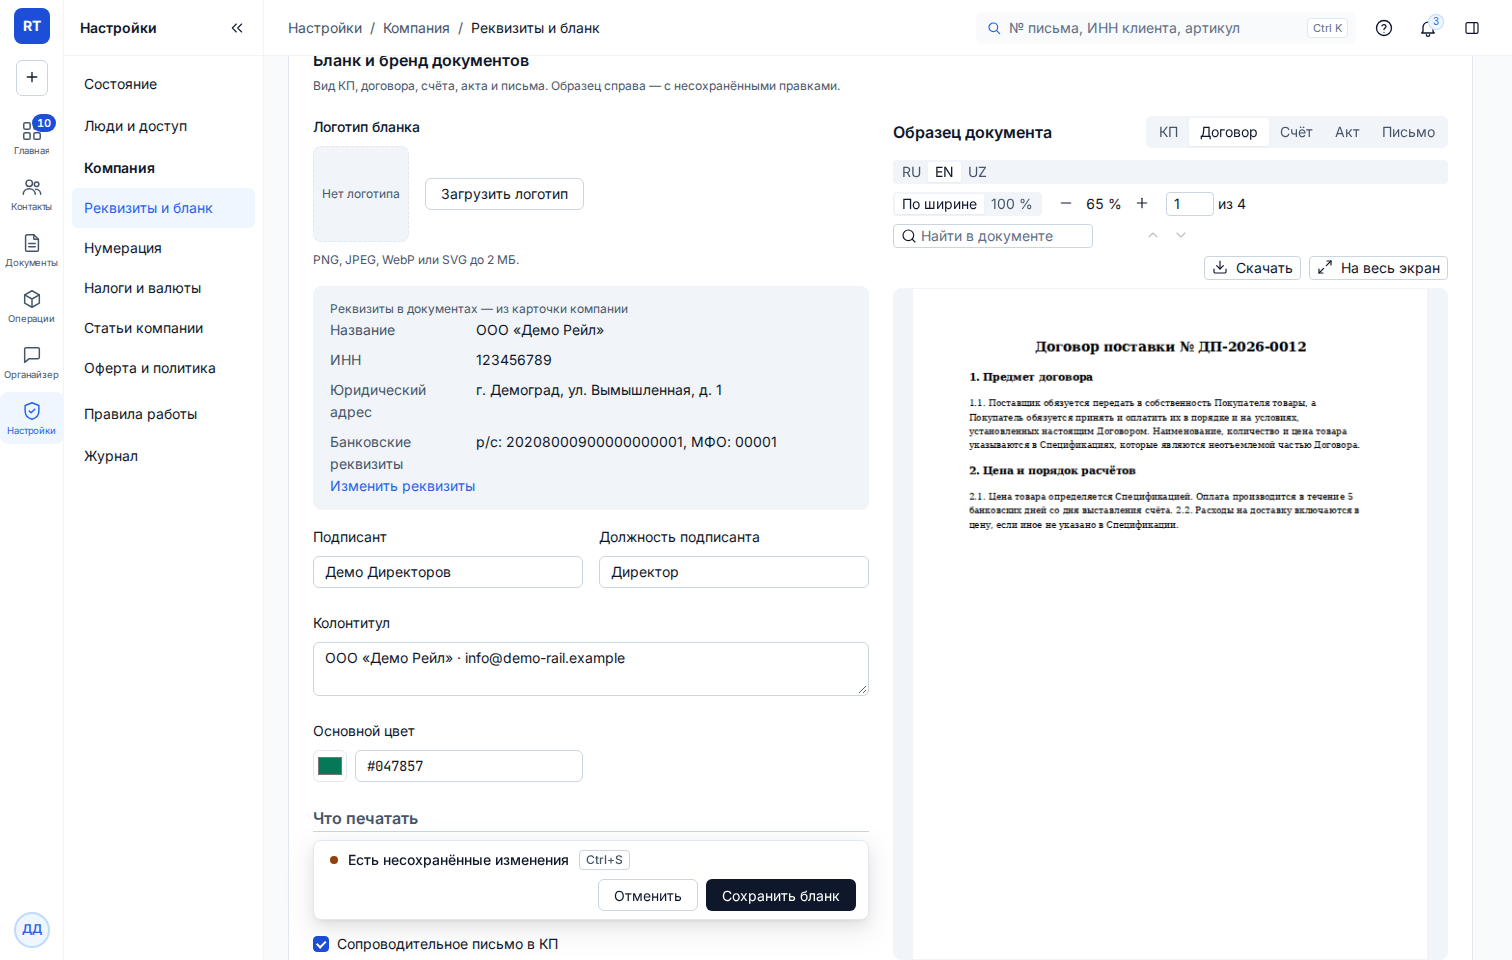 RT
Настройки
Настройки / Компания / Реквизиты и бланк
№ письма, ИНН клиента, артикул
Ctrl K
3
10
Главная
Контакты
Документы
Операции
Органайзер
Настройки
ДД
Состояние
Люди и доступ
Компания
Реквизиты и бланк
Нумерация
Налоги и валюты
Статьи компании
Оферта и политика
Правила работы
Журнал
Бланк и бренд документов
Вид КП, договора, счёта, акта и письма. Образец справа — с несохранёнными правками.
Логотип бланка
Нет логотипа
Загрузить логотип
PNG, JPEG, WebP или SVG до 2 МБ.
Реквизиты в документах — из карточки компании
Название
ООО «Демо Рейл»
ИНН
123456789
Юридический адрес
г. Демоград, ул. Вымышленная, д. 1
Банковские реквизиты
р/с: 20208000900000000001, МФО: 00001
Изменить реквизиты
Подписант
Должность подписанта
Демо Директоров
Директор
Колонтитул
ООО «Демо Рейл» · info@demo-rail.example
Основной цвет
#047857
Что печатать
Есть несохранённые изменения
Ctrl+S
Отменить
Сохранить бланк
Сопроводительное письмо в КП
Образец документа
КП Договор Счёт Акт Письмо
RU EN UZ
По ширине 100 % 65 % 1 из 4
Найти в документе
Скачать
На весь экран
Договор поставки № ДП-2026-0012
1. Предмет договора
1.1. Поставщик обязуется передать в собственность Покупателя товары, а
Покупатель обязуется принять и оплатить их в порядке и на условиях,
установленных настоящим Договором. Наименование, количество и цена товара
указываются в Спецификациях, которые являются неотъемлемой частью Договора.
2. Цена и порядок расчётов
2.1. Цена товара определяется Спецификацией. Оплата производится в течение 5
банковских дней со дня выставления счёта. 2.2. Расходы на доставку включаются в
цену, если иное не указано в Спецификации.